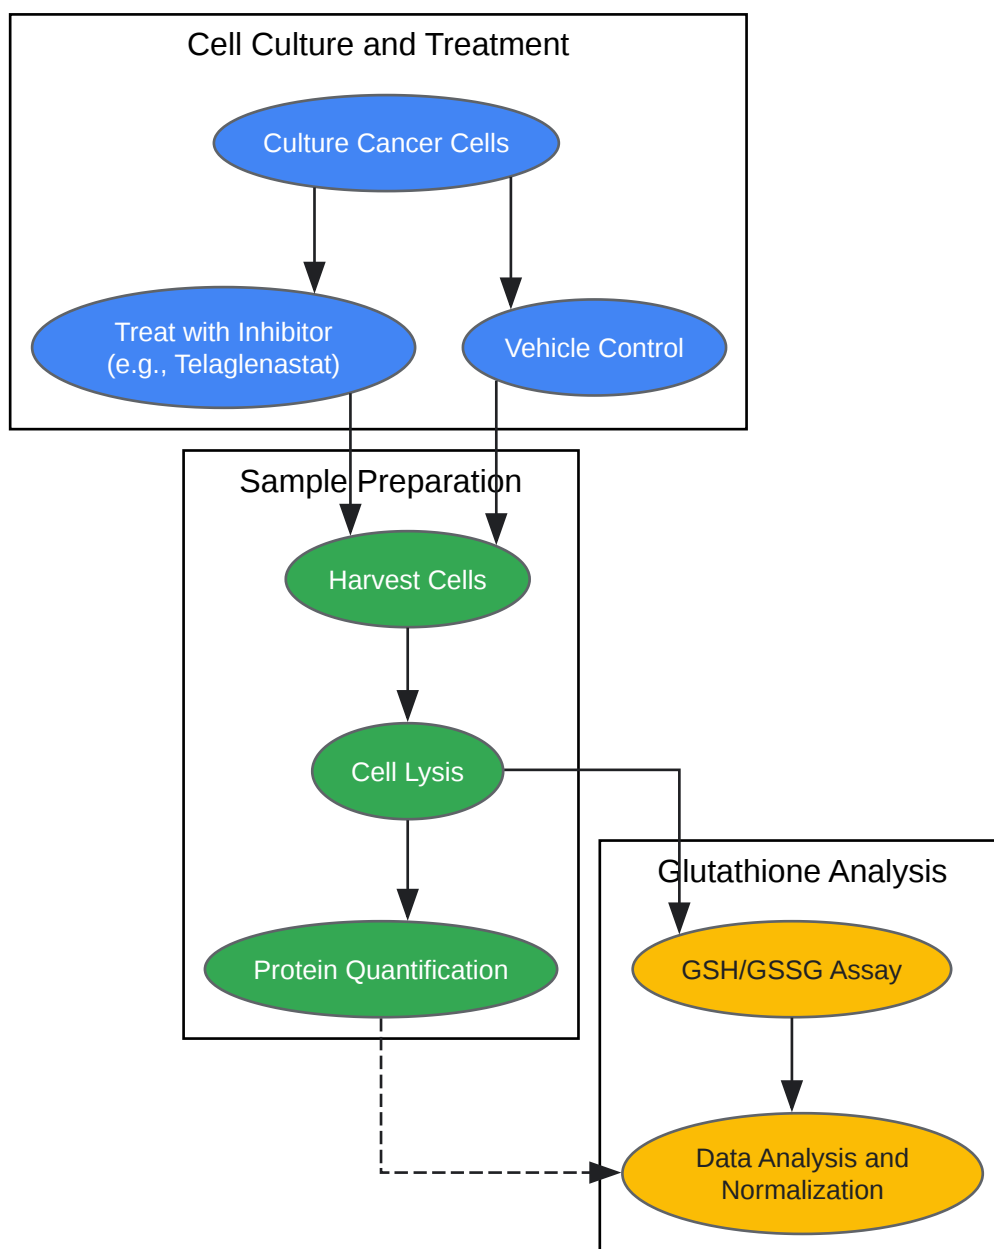 Cell Culture and Treatment
Culture Cancer Cells
Treat with Inhibitor
(e.g., Telaglenastat)
Vehicle Control
Sample Preparation
Harvest Cells
Cell Lysis
Protein Quantification
Glutathione Analysis
GSH/GSSG Assay
Data Analysis and
Normalization